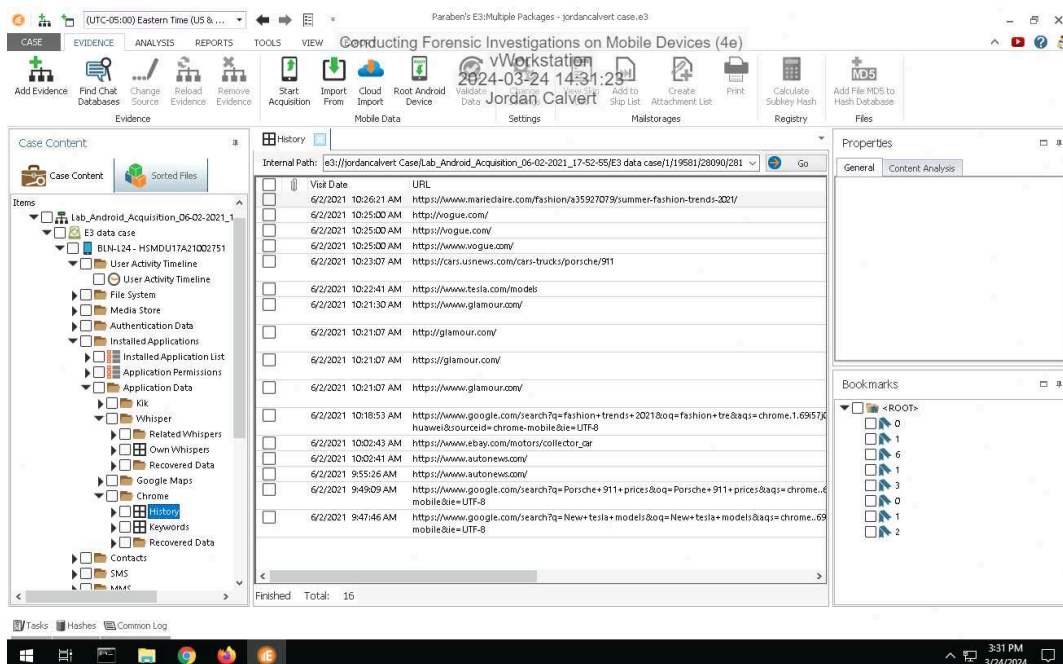 (UTC-05:00) Eastern Time (US & ...
Paraben's E3:Multiple Packages - jordancalvert case.e3
CASE EVIDENCE ANALYSIS REPORTS TOOLS VIEW
Conducting Forensic Investigations on Mobile Devices (4e)
vWorkstation
2024-03-24 14:31:23
Jordan Calvert
Add Evidence
Find Chat Databases
Change Source
Reload Evidence
Remove Evidence
Start Acquisition
Import From
Cloud Import
Root Android Device
Validate Data
Add to Skip List
Create Attachment List
Print
Calculate Subkey Hash
MD5
Add File MD5 to Hash Database
Evidence Mobile Data Settings Mailstorages Registry Files
Case Content
Case Content Sorted Files
Items
Lab_Android_Acquisition_06-02-2021_1
E3 data case
BLN-L24 - HSMDU17A21002751
User Activity Timeline
User Activity Timeline
File System
Media Store
Authentication Data
Installed Applications
Installed Application List
Application Permissions
Application Data
Kik
Whisper
Related Whispers
Own Whispers
Recovered Data
Google Maps
Chrome
History
Keywords
Recovered Data
Contacts
SMS
MMS
History
Internal Path: e3://jordancalvert Case/Lab_Android_Acquisition_06-02-2021_17-52-55/E3 data case/1/19581/28090/281 Go
Visit Date URL
6/2/2021 10:26:21 AM https://www.marieclaire.com/fashion/a35927079/summer-fashion-trends-2021/
6/2/2021 10:25:00 AM http://vogue.com/
6/2/2021 10:25:00 AM https://vogue.com/
6/2/2021 10:25:00 AM https://www.vogue.com/
6/2/2021 10:23:07 AM https://cars.usnews.com/cars-trucks/porsche/911
6/2/2021 10:22:41 AM https://www.tesla.com/models
6/2/2021 10:21:30 AM https://www.glamour.com/
6/2/2021 10:21:07 AM http://glamour.com/
6/2/2021 10:21:07 AM https://glamour.com/
6/2/2021 10:21:07 AM https://www.glamour.com/
6/2/2021 10:18:53 AM https://www.google.com/search?q=fashion+trends+2021&oq=fashion+tre&aqs=chrome.1.69i57j0
huawei&sourceid=chrome-mobile&ie=UTF-8
6/2/2021 10:02:43 AM https://www.ebay.com/motors/collector_car
6/2/2021 10:02:41 AM https://www.autonews.com/
6/2/2021 9:55:26 AM https://www.autonews.com/
6/2/2021 9:49:09 AM https://www.google.com/search?q=Porsche+911+prices&oq=Porsche+911+prices&aqs=chrome..6
mobile&ie=UTF-8
6/2/2021 9:47:46 AM https://www.google.com/search?q=New+tesla+models&oq=New+tesla+models&aqs=chrome..69
mobile&ie=UTF-8
Finished Total: 16
Properties
General Content Analysis
Bookmarks
<ROOT>
0
1
6
1
3
0
1
2
Tasks Hashes Common Log
3:31 PM
3/24/2024